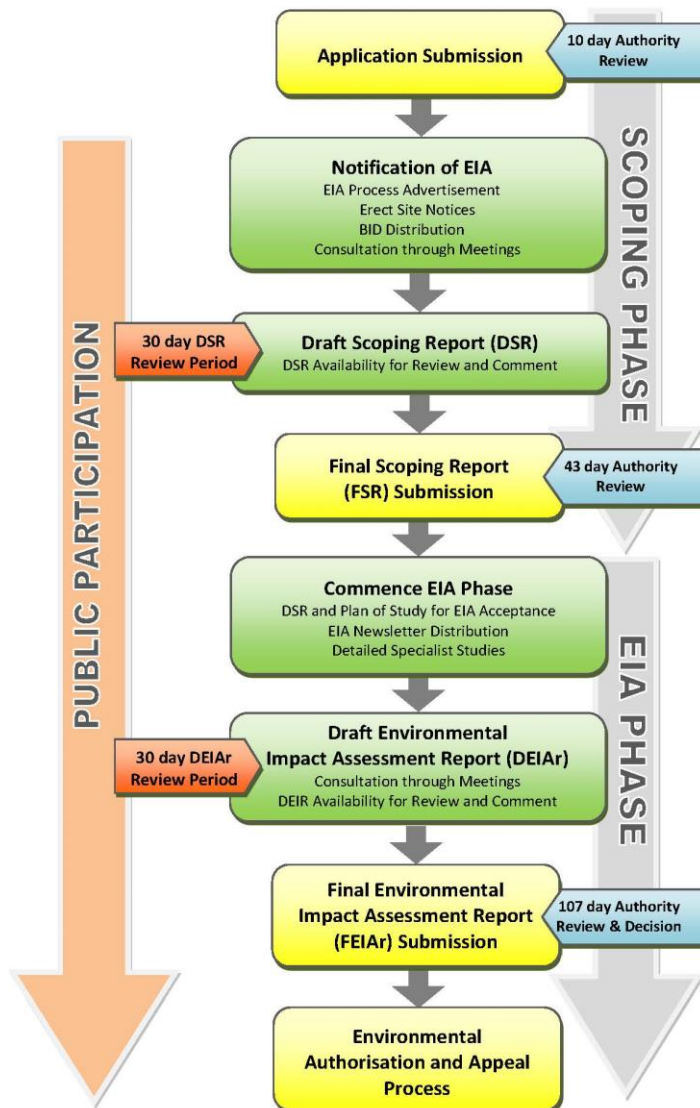 Application Submission
10 day Authority
Review
SCOPING PHASE
Notification of EIA
EIA Process Advertisement
Erect Site Notices
BID Distribution
Consultation through Meetings
PUBLIC PARTICIPATION
30 day DSR
Review Period
Draft Scoping Report (DSR)
DSR Availability for Review and Comment
Final Scoping Report
(FSR) Submission
43 day Authority
Review
Commence EIA Phase
DSR and Plan of Study for EIA Acceptance
EIA Newsletter Distribution
Detailed Specialist Studies
EIA PHASE
30 day DEIAr
Review Period
Draft Environmental
Impact Assessment Report (DEIAr)
Consultation through Meetings
DEIR Availability for Review and Comment
Final Environmental
Impact Assessment Report
(FEIAr) Submission
107 day Authority
Review & Decision
Environmental
Authorisation and Appeal
Process